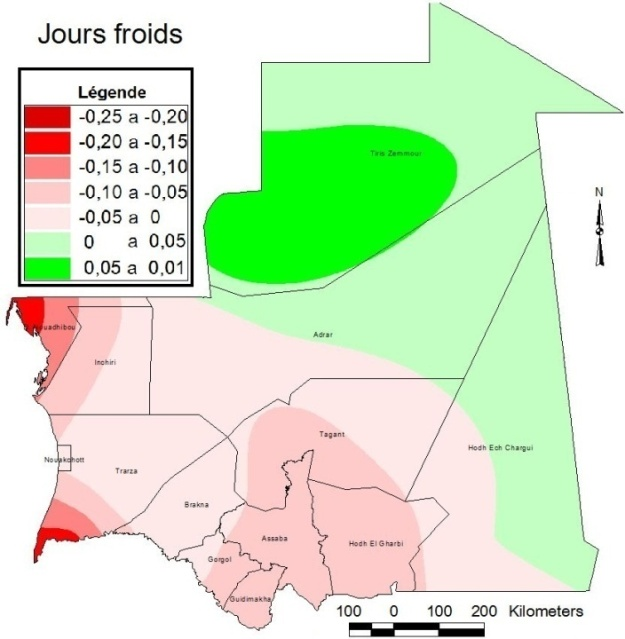 Jours froids
Légende
-0,25 a -0,20
-0,20 a -0,15
-0,15 a -0,10
-0,10 a -0,05
-0,05 a 0
0 a 0,05
0,05 a 0,01
Tiris Zemmour
N
Nouadhibou
Adrar
Inchiri
Tagant
Hodh Ech Chargui
Nouakchott
Trarza
Brakna
Assaba
Hodh El Gharbi
Gorgol
Guidimakha
100 0 100 200 Kilometers